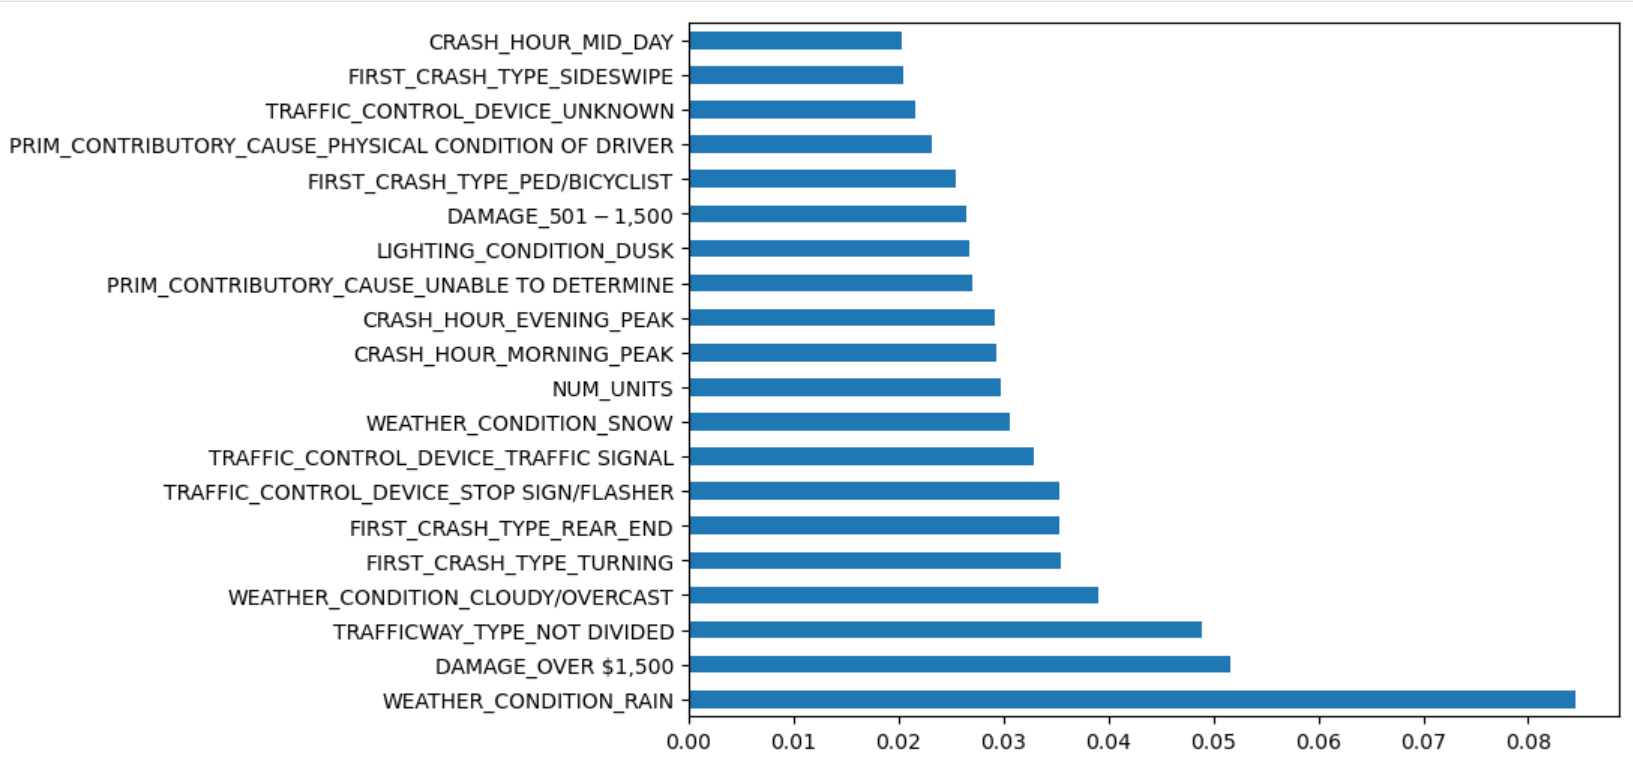 CRASH_HOUR_MID_DAY
FIRST_CRASH_TYPE_SIDESWIPE
TRAFFIC_CONTROL_DEVICE_UNKNOWN
PRIM_CONTRIBUTORY_CAUSE_PHYSICAL CONDITION OF DRIVER
FIRST_CRASH_TYPE_PED/BICYCLIST
DAMAGE_501 − 1,500
LIGHTING_CONDITION_DUSK
PRIM_CONTRIBUTORY_CAUSE_UNABLE TO DETERMINE
CRASH_HOUR_EVENING_PEAK
CRASH_HOUR_MORNING_PEAK
NUM_UNITS
WEATHER_CONDITION_SNOW
TRAFFIC_CONTROL_DEVICE_TRAFFIC SIGNAL
TRAFFIC_CONTROL_DEVICE_STOP SIGN/FLASHER
FIRST_CRASH_TYPE_REAR_END
FIRST_CRASH_TYPE_TURNING
WEATHER_CONDITION_CLOUDY/OVERCAST
TRAFFICWAY_TYPE_NOT DIVIDED
DAMAGE_OVER $1,500
WEATHER_CONDITION_RAIN
0.00 0.01 0.02 0.03 0.04 0.05 0.06 0.07 0.08